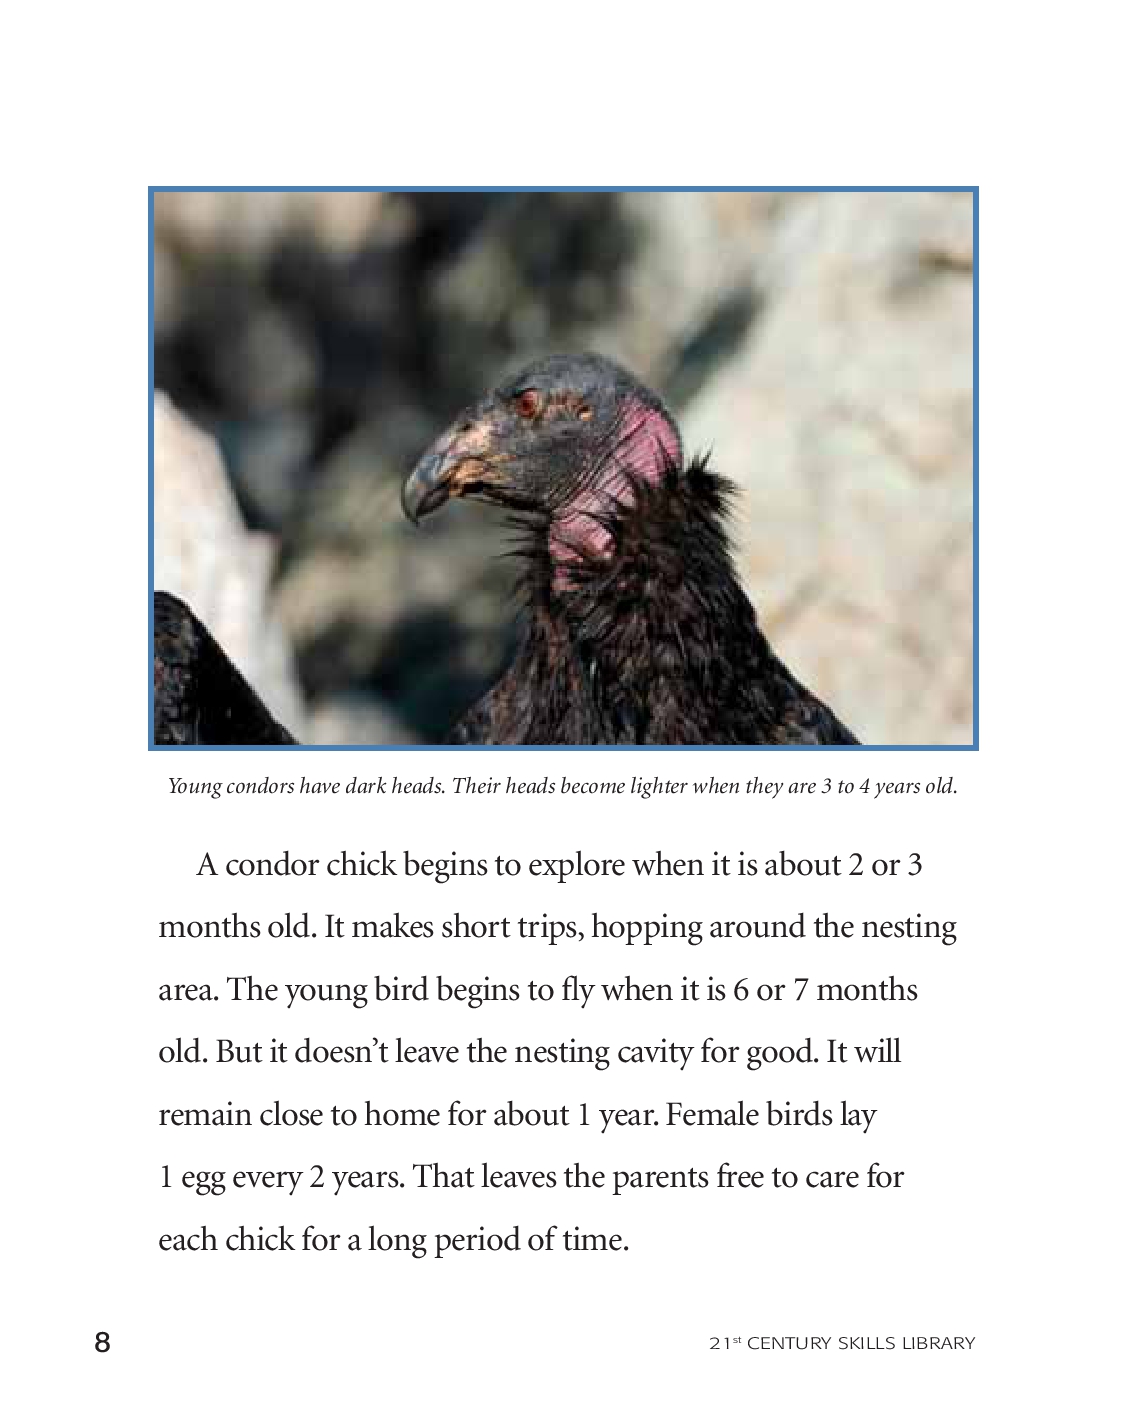 Young condors have dark heads. Their heads become lighter when they are 3 to 4 years old.
A condor chick begins to explore when it is about 2 or 3
months old. It makes short trips, hopping around the nesting
area. The young bird begins to fly when it is 6 or 7 months
old. But it doesn’t leave the nesting cavity for good. It will
remain close to home for about 1 year. Female birds lay
1 egg every 2 years. That leaves the parents free to care for
each chick for a long period of time.
8
21st CENTURY SKILLS LIBRARY